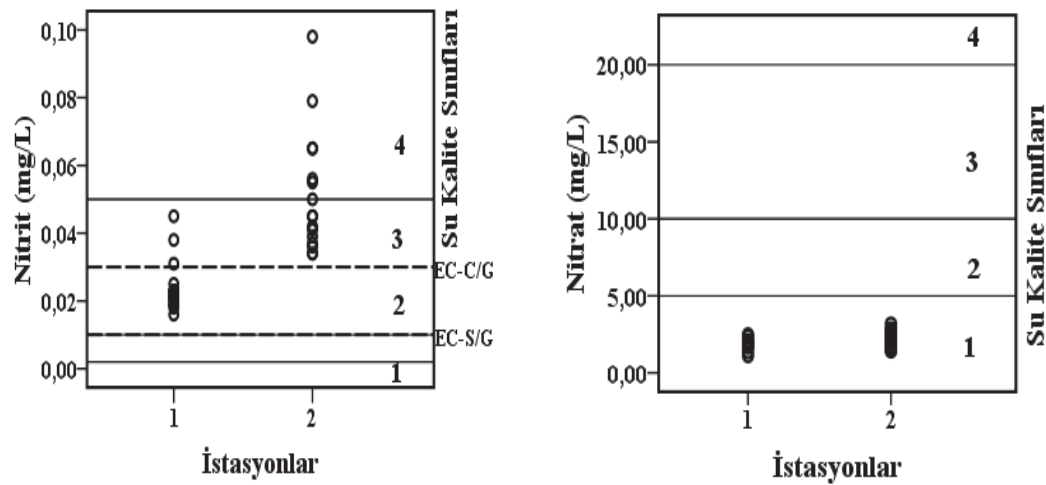 0,10
0,08
0,06
0,04
0,02
0,00
Nitrit (mg/L)
4
3
2
1
EC-C/G
EC-S/G
Su Kalite Sınıfları
1 2
İstasyonlar
20,00
15,00
10,00
5,00
0,00
Nitrat (mg/L)
4
3
2
1
Su Kalite Sınıfları
1 2
İstasyonlar